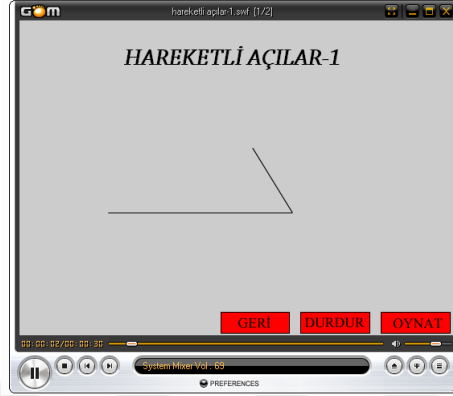 GOM hareketli açılar-1.swf [1/2]
HAREKETLİ AÇILAR-1
GERİ DURDUR OYNAT
00:00:02/00:00:30
System Mixer Vol : 69
PREFERENCES